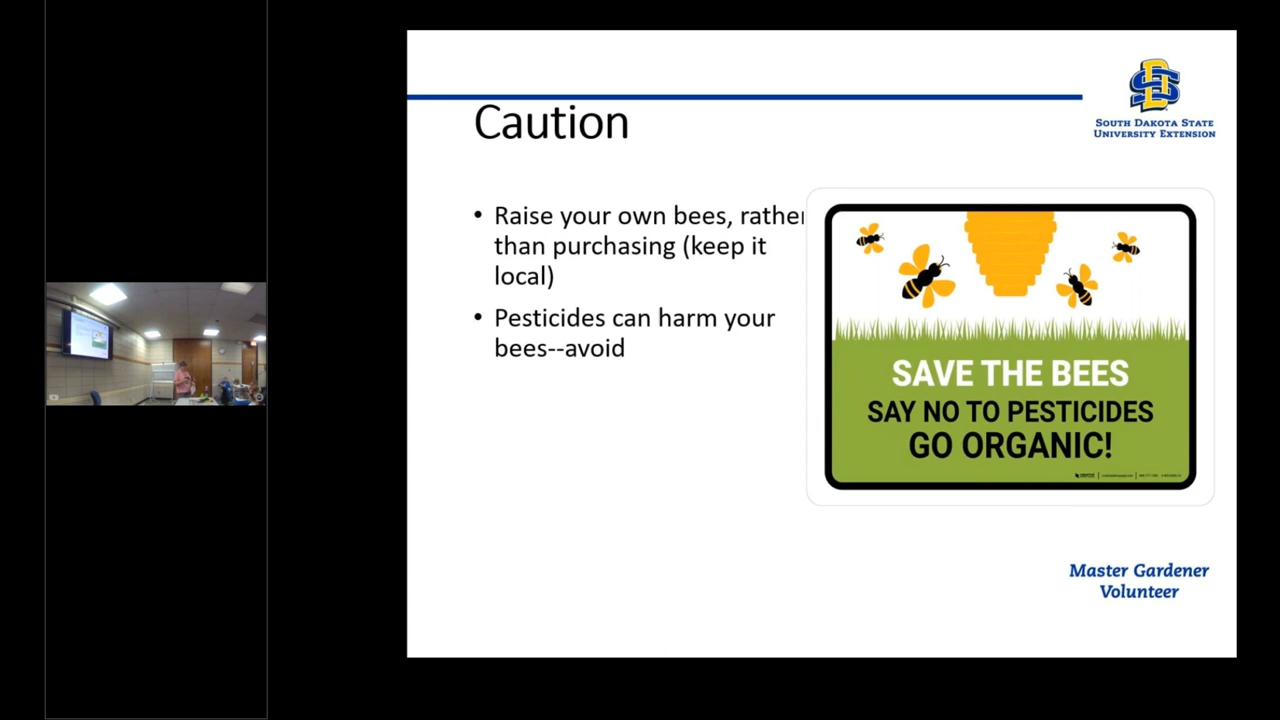 SOUTH DAKOTA STATE
UNIVERSITY EXTENSION
Caution
• Raise your own bees, rather
than purchasing (keep it
local)
• Pesticides can harm your
bees--avoid
SAVE THE BEES
SAY NO TO PESTICIDES
GO ORGANIC!
Master Gardener
Volunteer